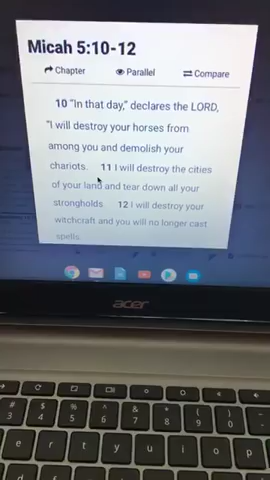 Micah 5:10-12
Chapter Parallel Compare
10 "In that day," declares the LORD,
"I will destroy your horses from
among you and demolish your
chariots. 11 I will destroy the cities
of your land and tear down all your
strongholds 12 I will destroy your
witchcraft and you will no longer cast
spells
acer
# $ % ^ & * ( )
3 4 5 6 7 8 9 0
e r t y u i o p
d f g h j k l